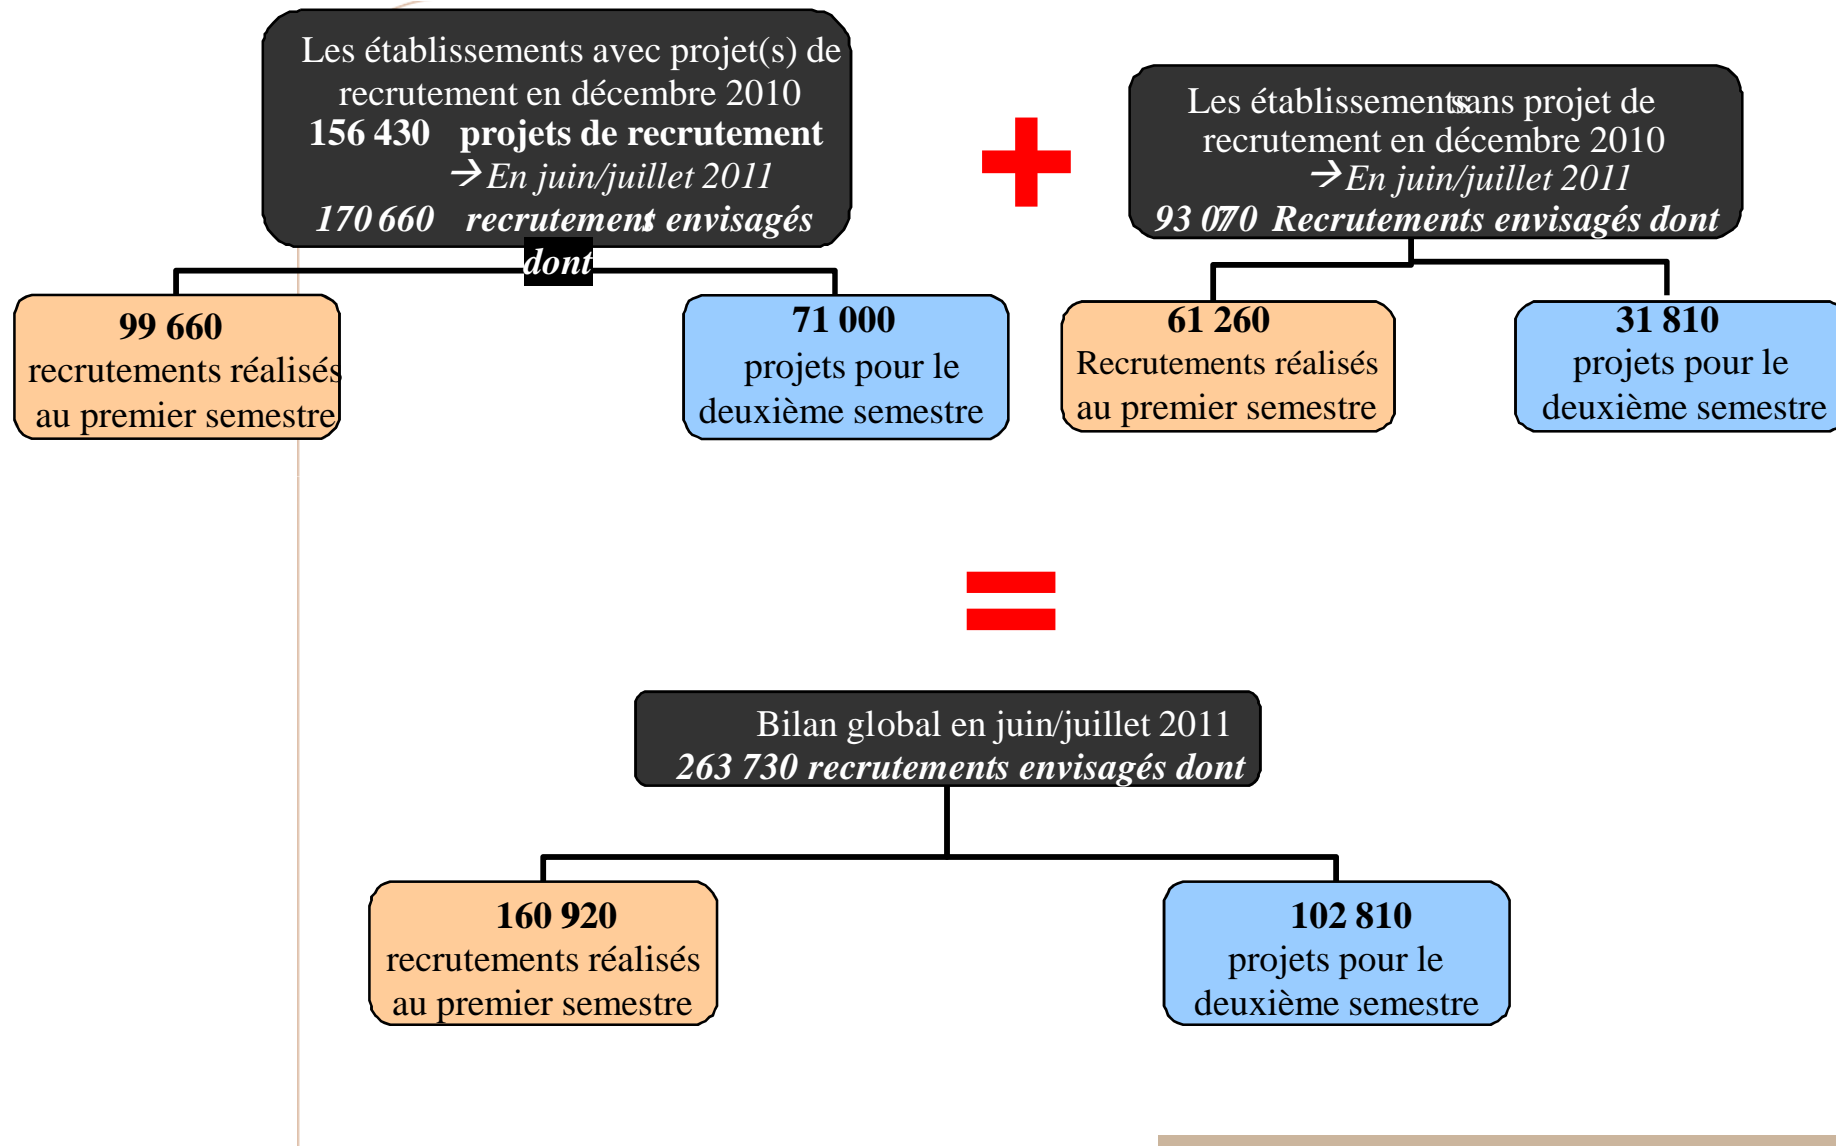 Les établissements avec projet(s) de
recrutement en décembre 2010
156 430 projets de recrutement
→ En juin/juillet 2011
170 660 recrutements envisagés
dont
99 660
recrutements réalisés
au premier semestre
71 000
projets pour le
deuxième semestre
Les établissements sans projet de
recrutement en décembre 2010
→ En juin/juillet 2011
93 070 Recrutements envisagés dont
61 260
Recrutements réalisés
au premier semestre
31 810
projets pour le
deuxième semestre
Bilan global en juin/juillet 2011
263 730 recrutements envisagés dont
160 920
recrutements réalisés
au premier semestre
102 810
projets pour le
deuxième semestre